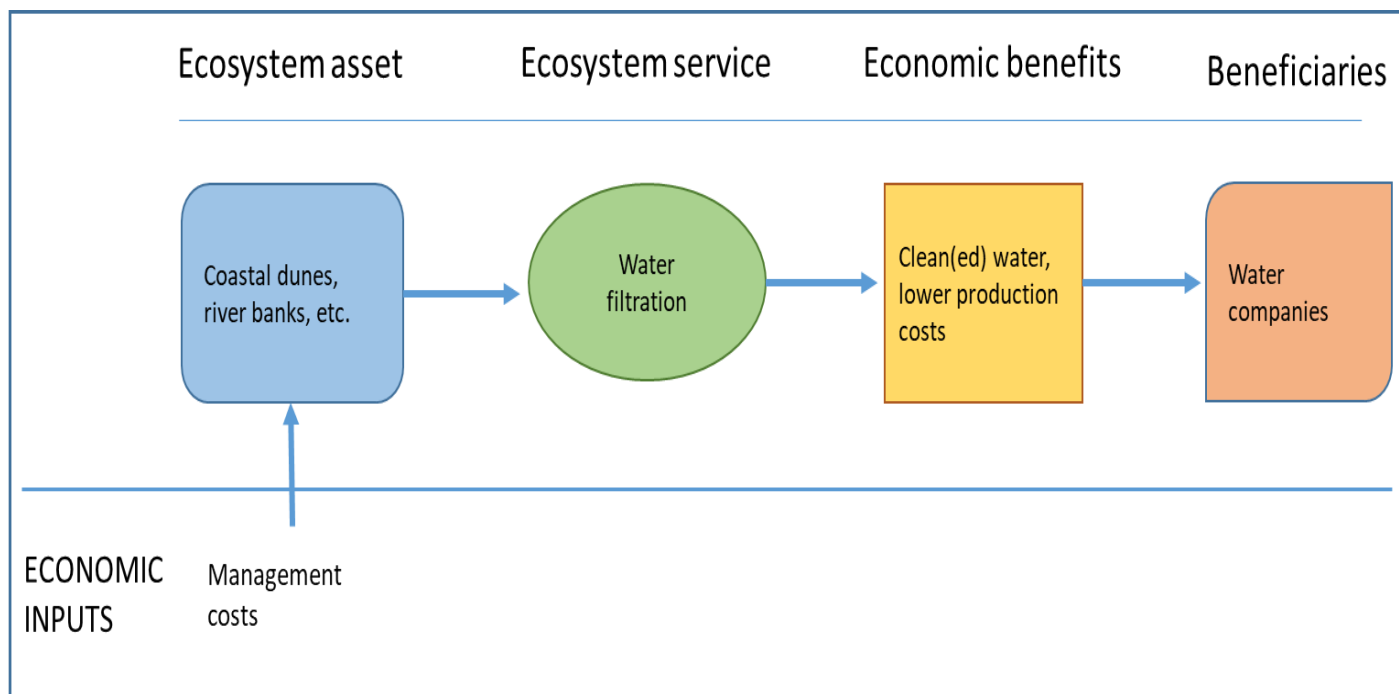 Ecosystem asset
Ecosystem service
Economic benefits
Beneficiaries
Coastal dunes,
river banks, etc.
Water
filtration
Clean(ed) water,
lower production
costs
Water
companies
ECONOMIC
INPUTS
Management
costs